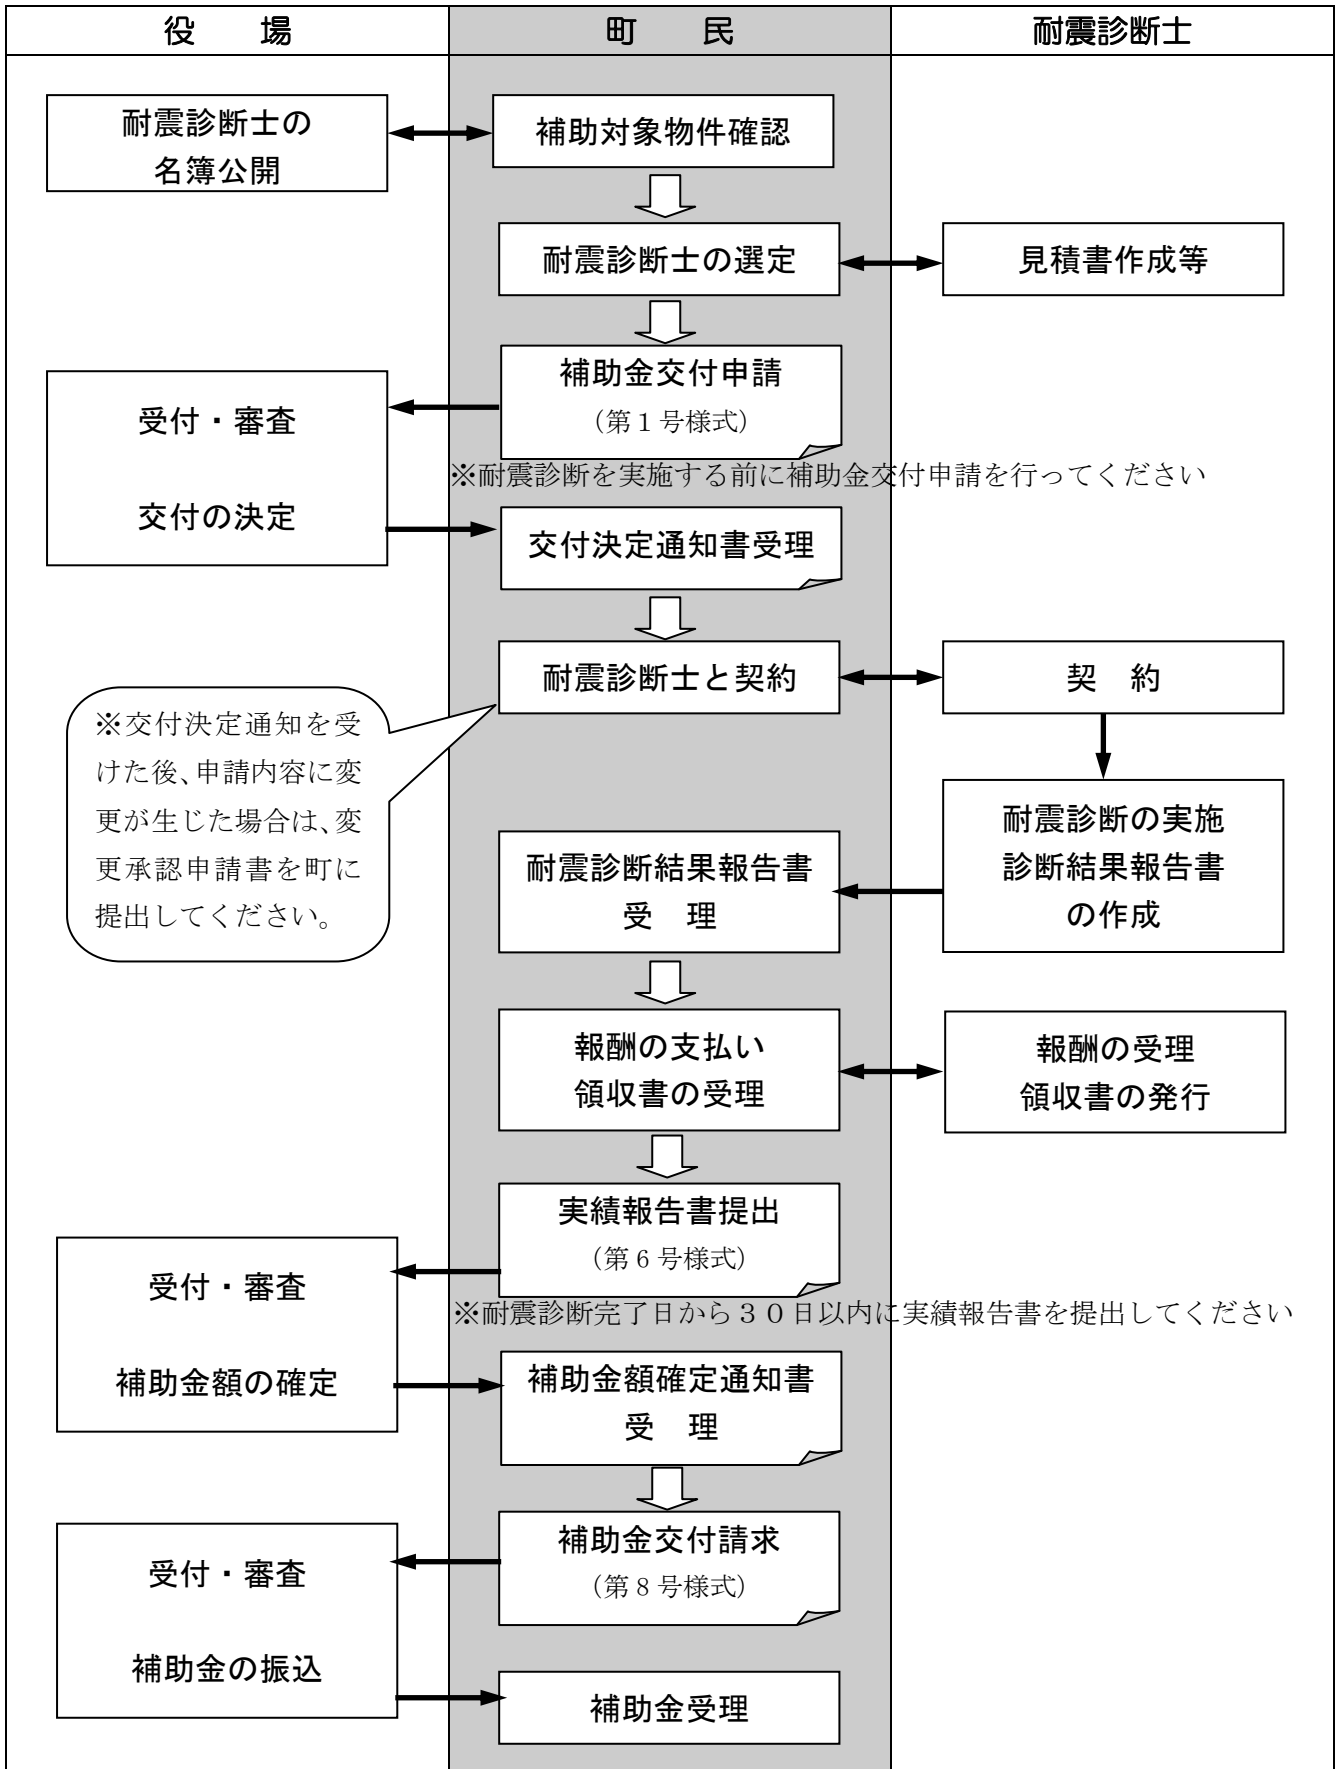 役　場
町　民
耐震診断士
耐震診断士の
名簿公開
補助対象物件確認
耐震診断士の選定
見積書作成等
補助金交付申請
（第１号様式）
受付・審査
交付の決定
※耐震診断を実施する前に補助金交付申請を行ってください
交付決定通知書受理
耐震診断士と契約
契　約
※交付決定通知を受
けた後、申請内容に変
更が生じた場合は、変
更承認申請書を町に
提出してください。
耐震診断の実施
診断結果報告書
の作成
耐震診断結果報告書
受　理
報酬の支払い
領収書の受理
報酬の受理
領収書の発行
実績報告書提出
（第６号様式）
受付・審査
補助金額の確定
※耐震診断完了日から３０日以内に実績報告書を提出してください
補助金額確定通知書
受　理
補助金交付請求
（第８号様式）
受付・審査
補助金の振込
補助金受理